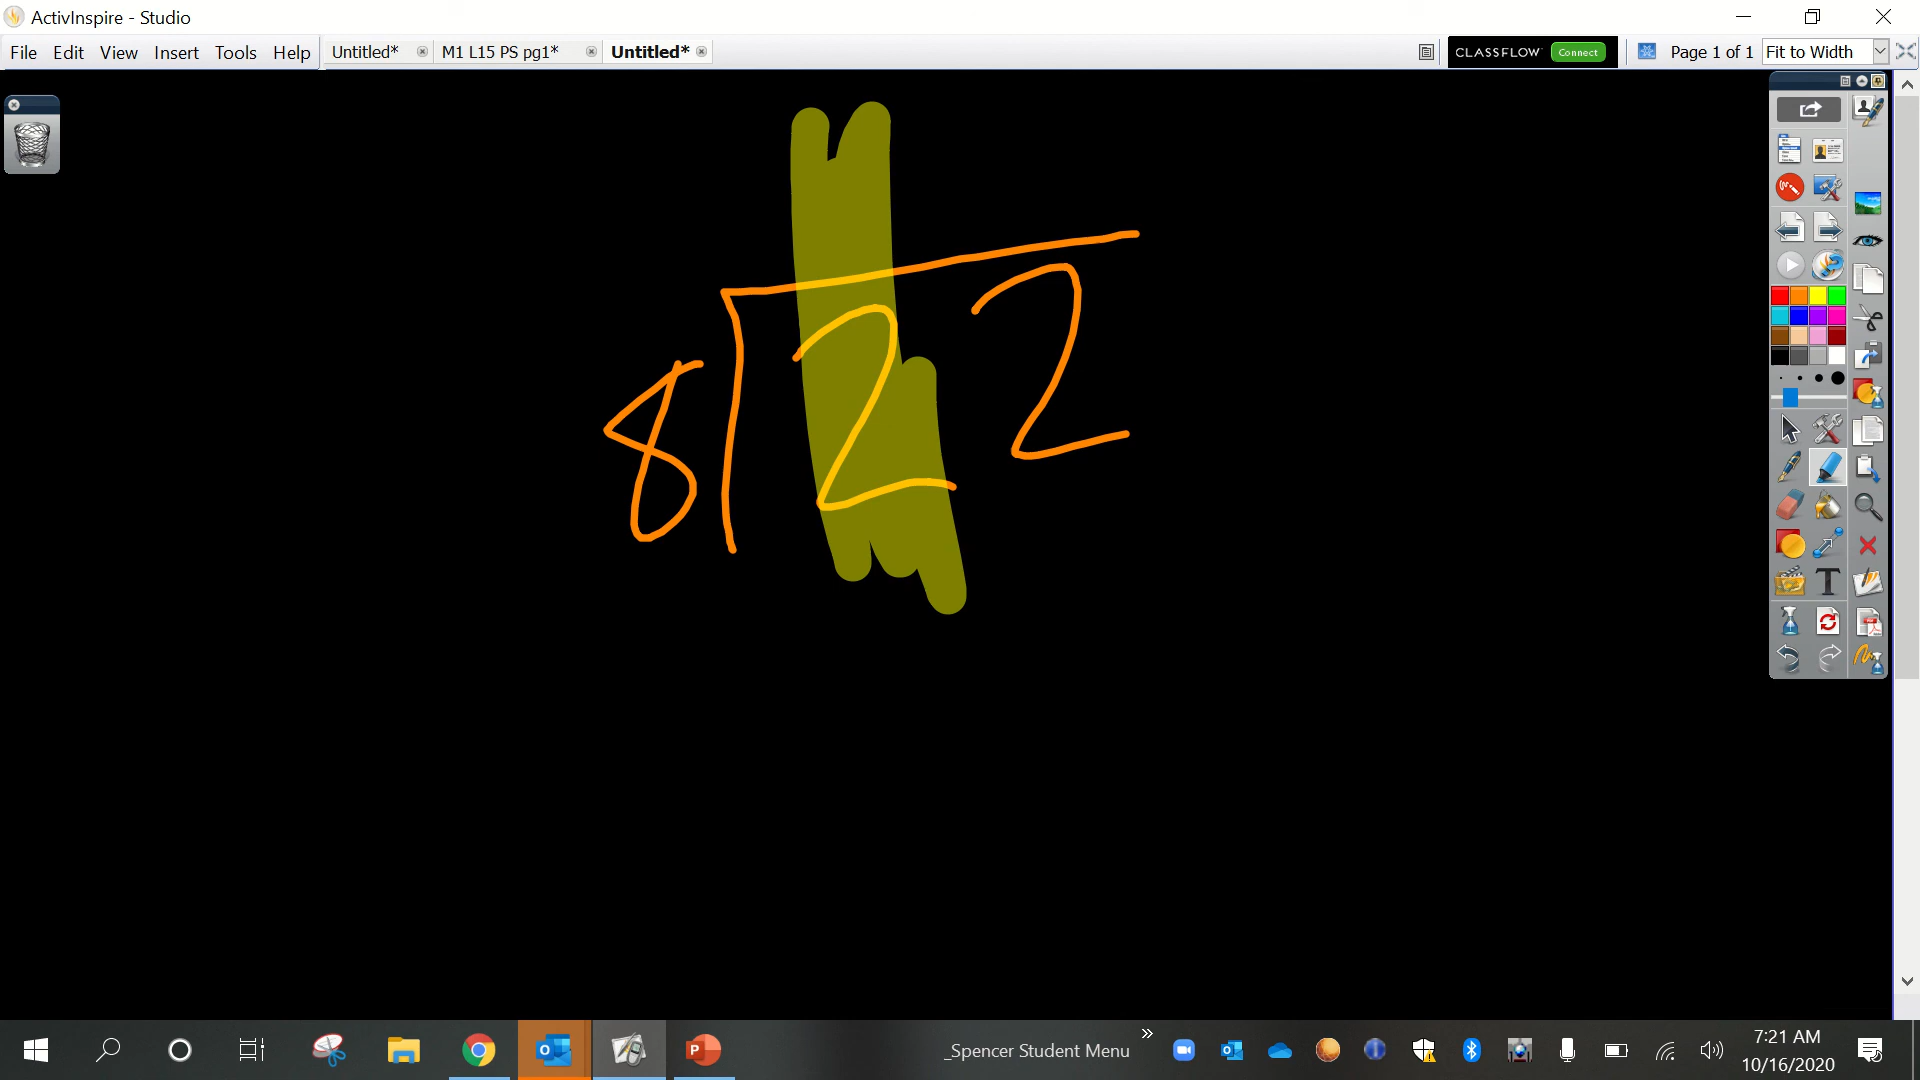 ActivInspire - Studio
File Edit View Insert Tools Help Untitled* M1 L15 PS pg1* Untitled* CLASSFLOW Connect Page 1 of 1 Fit to Width
8 22
_Spencer Student Menu
7:21 AM
10/16/2020